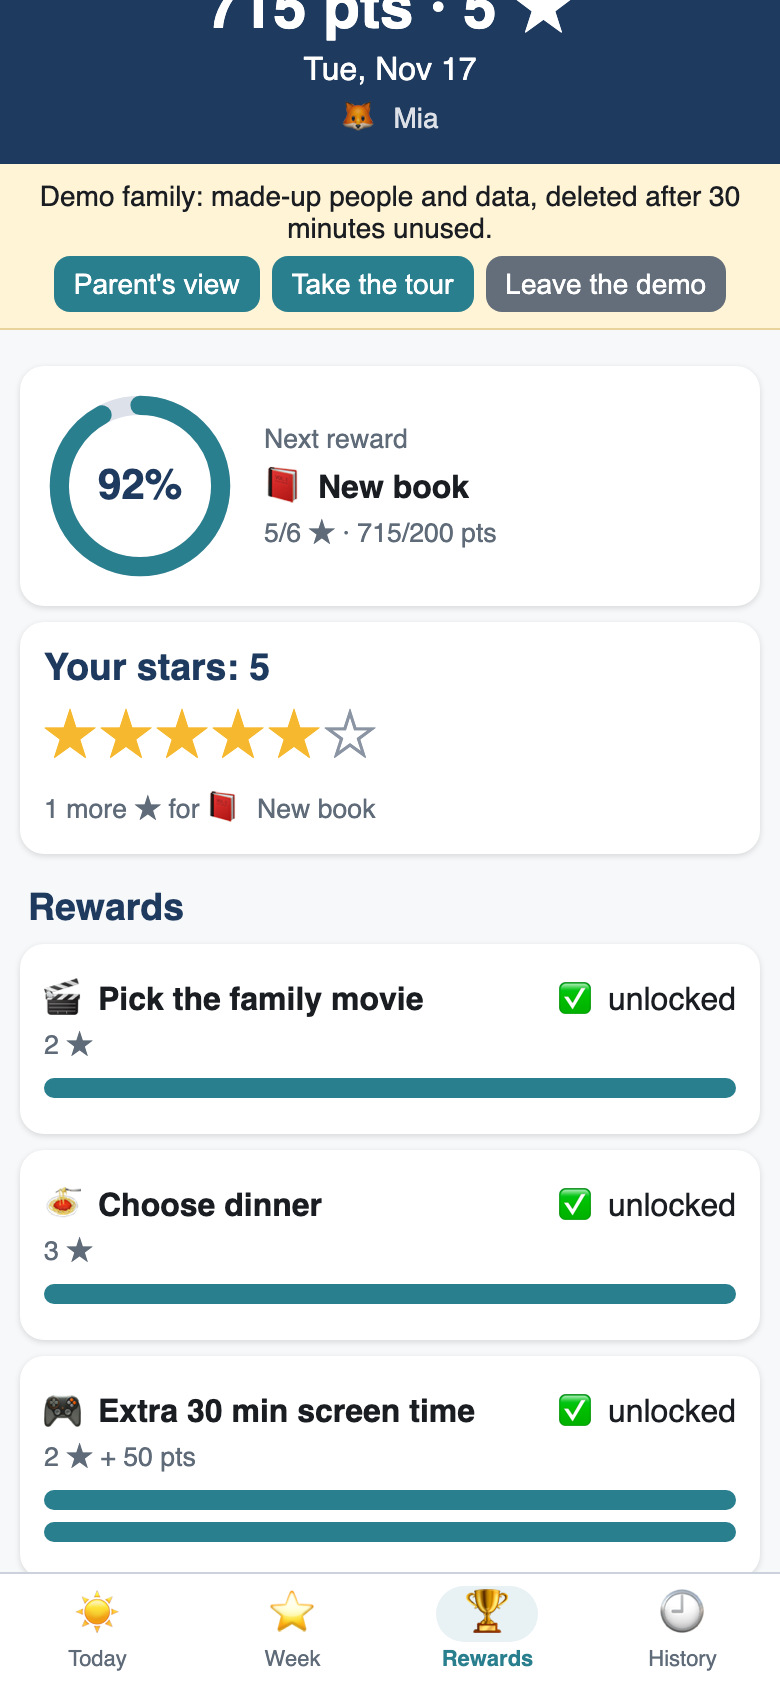 715 pts · 5 ★
Tue, Nov 17
Mia
Demo family: made-up people and data, deleted after 30
minutes unused.
Parent's view
Take the tour
Leave the demo
92%
Next reward
New book
5/6 ★ · 715/200 pts
Your stars: 5
1 more ★ for New book
Rewards
Pick the family movie
unlocked
2 ★
Choose dinner
unlocked
3 ★
Extra 30 min screen time
unlocked
2 ★ + 50 pts
Today
Week
Rewards
History